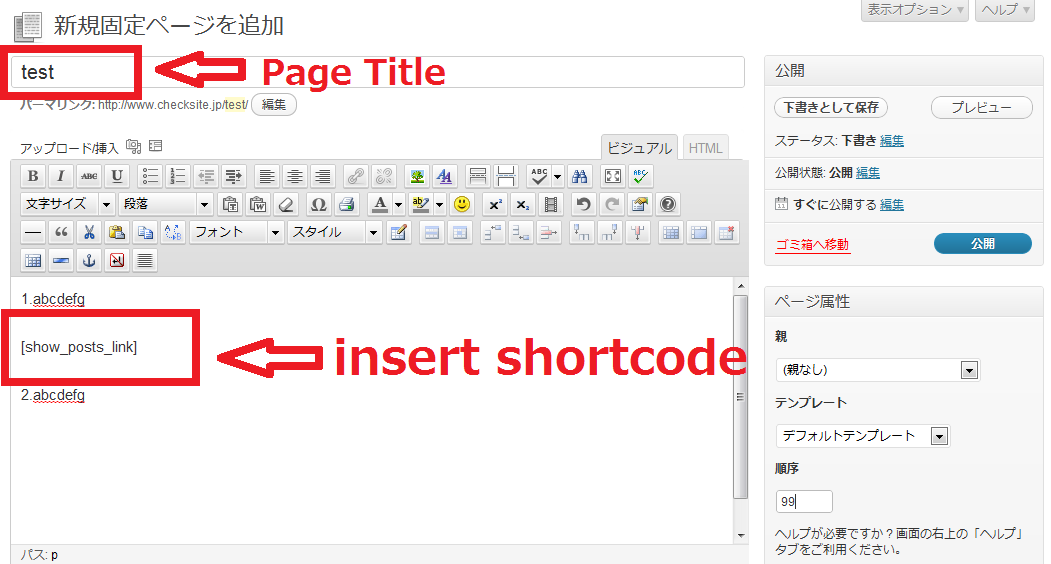 表示オプション ヘルプ
新規固定ページを追加
test
Page Title
パーマリンク: http://www.checksite.jp/test/ 編集
アップロード/挿入
ビジュアル HTML
B I ABC U ABC ABC
文字サイズ 段落 T W Ω A ab x² x₂
フォント スタイル
1.abcdefg
[show_posts_link]
insert shortcode
2.abcdefg
パス: p
公開
下書きとして保存 プレビュー
ステータス: 下書き 編集
公開状態: 公開 編集
すぐに公開する 編集
ゴミ箱へ移動 公開
ページ属性
親
(親なし)
テンプレート
デフォルトテンプレート
順序
99
ヘルプが必要ですか ? 画面の右上の「ヘルプ」
タブをご利用ください。